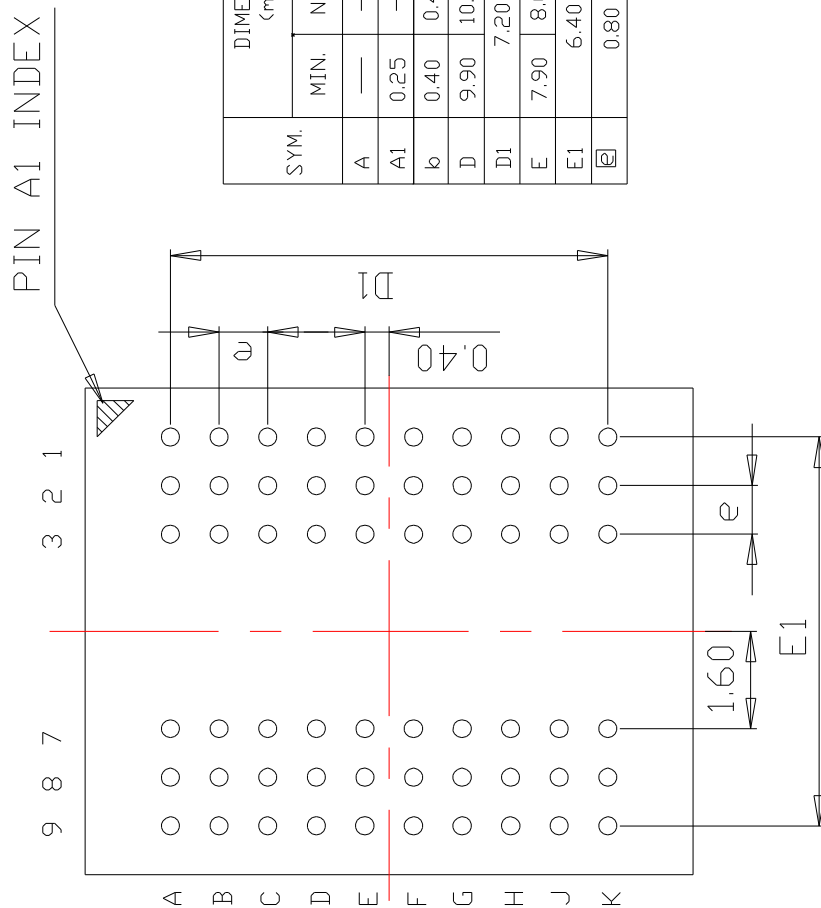 PIN A1 INDEX
SYM.
DIME
(m
MIN. N
A — —
A1 0.25 —
b 0.40 0.4
D 9.90 10.
D1 7.20
E 7.90 8.
E1 6.40
e 0.80
D1
e
0.40
1
2
3
7
8
9
e
1.60
E1
A
B
C
D
E
F
G
H
J
K